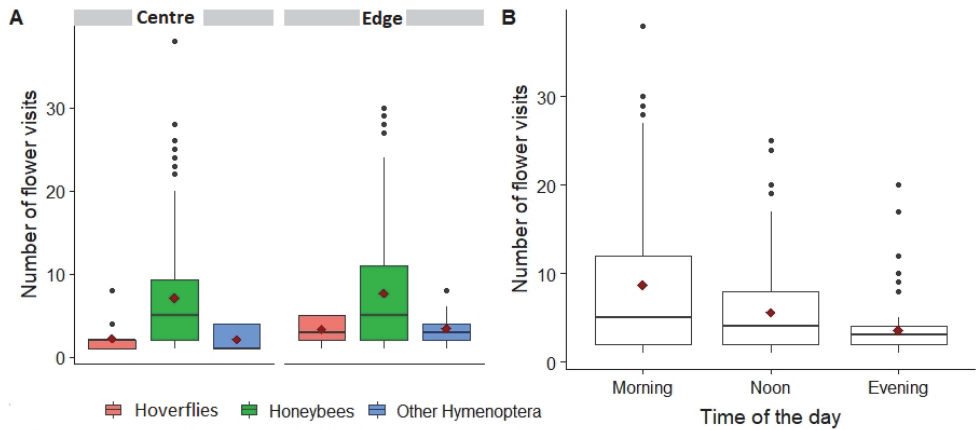 A
Centre
Edge
Number of flower visits
30
20
10
0
Hoverflies
Honeybees
Other Hymenoptera
B
Number of flower visits
30
20
10
0
Morning
Noon
Evening
Time of the day